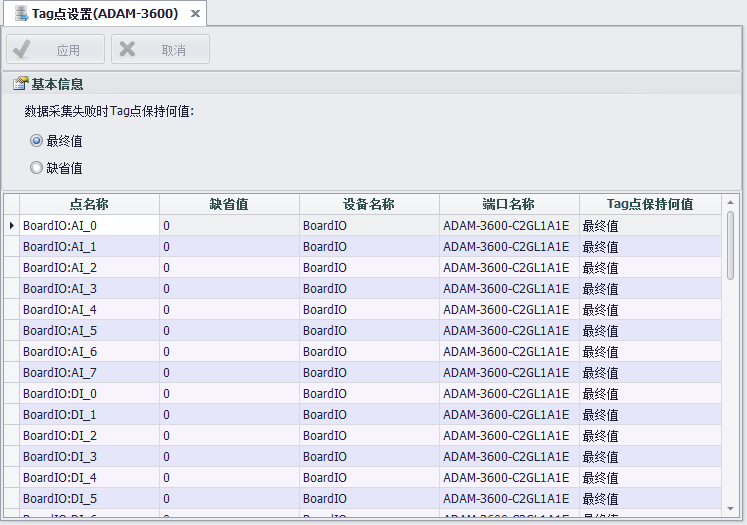 Tag点设置(ADAM-3600)
应用 取消
基本信息
数据采集失败时Tag点保持何值:
最终值
缺省值
点名称 缺省值 设备名称 端口名称 Tag点保持何值
BoardIO:AI_0 0 BoardIO ADAM-3600-C2GL1A1E 最终值
BoardIO:AI_1 0 BoardIO ADAM-3600-C2GL1A1E 最终值
BoardIO:AI_2 0 BoardIO ADAM-3600-C2GL1A1E 最终值
BoardIO:AI_3 0 BoardIO ADAM-3600-C2GL1A1E 最终值
BoardIO:AI_4 0 BoardIO ADAM-3600-C2GL1A1E 最终值
BoardIO:AI_5 0 BoardIO ADAM-3600-C2GL1A1E 最终值
BoardIO:AI_6 0 BoardIO ADAM-3600-C2GL1A1E 最终值
BoardIO:AI_7 0 BoardIO ADAM-3600-C2GL1A1E 最终值
BoardIO:DI_0 0 BoardIO ADAM-3600-C2GL1A1E 最终值
BoardIO:DI_1 0 BoardIO ADAM-3600-C2GL1A1E 最终值
BoardIO:DI_2 0 BoardIO ADAM-3600-C2GL1A1E 最终值
BoardIO:DI_3 0 BoardIO ADAM-3600-C2GL1A1E 最终值
BoardIO:DI_4 0 BoardIO ADAM-3600-C2GL1A1E 最终值
BoardIO:DI_5 0 BoardIO ADAM-3600-C2GL1A1E 最终值